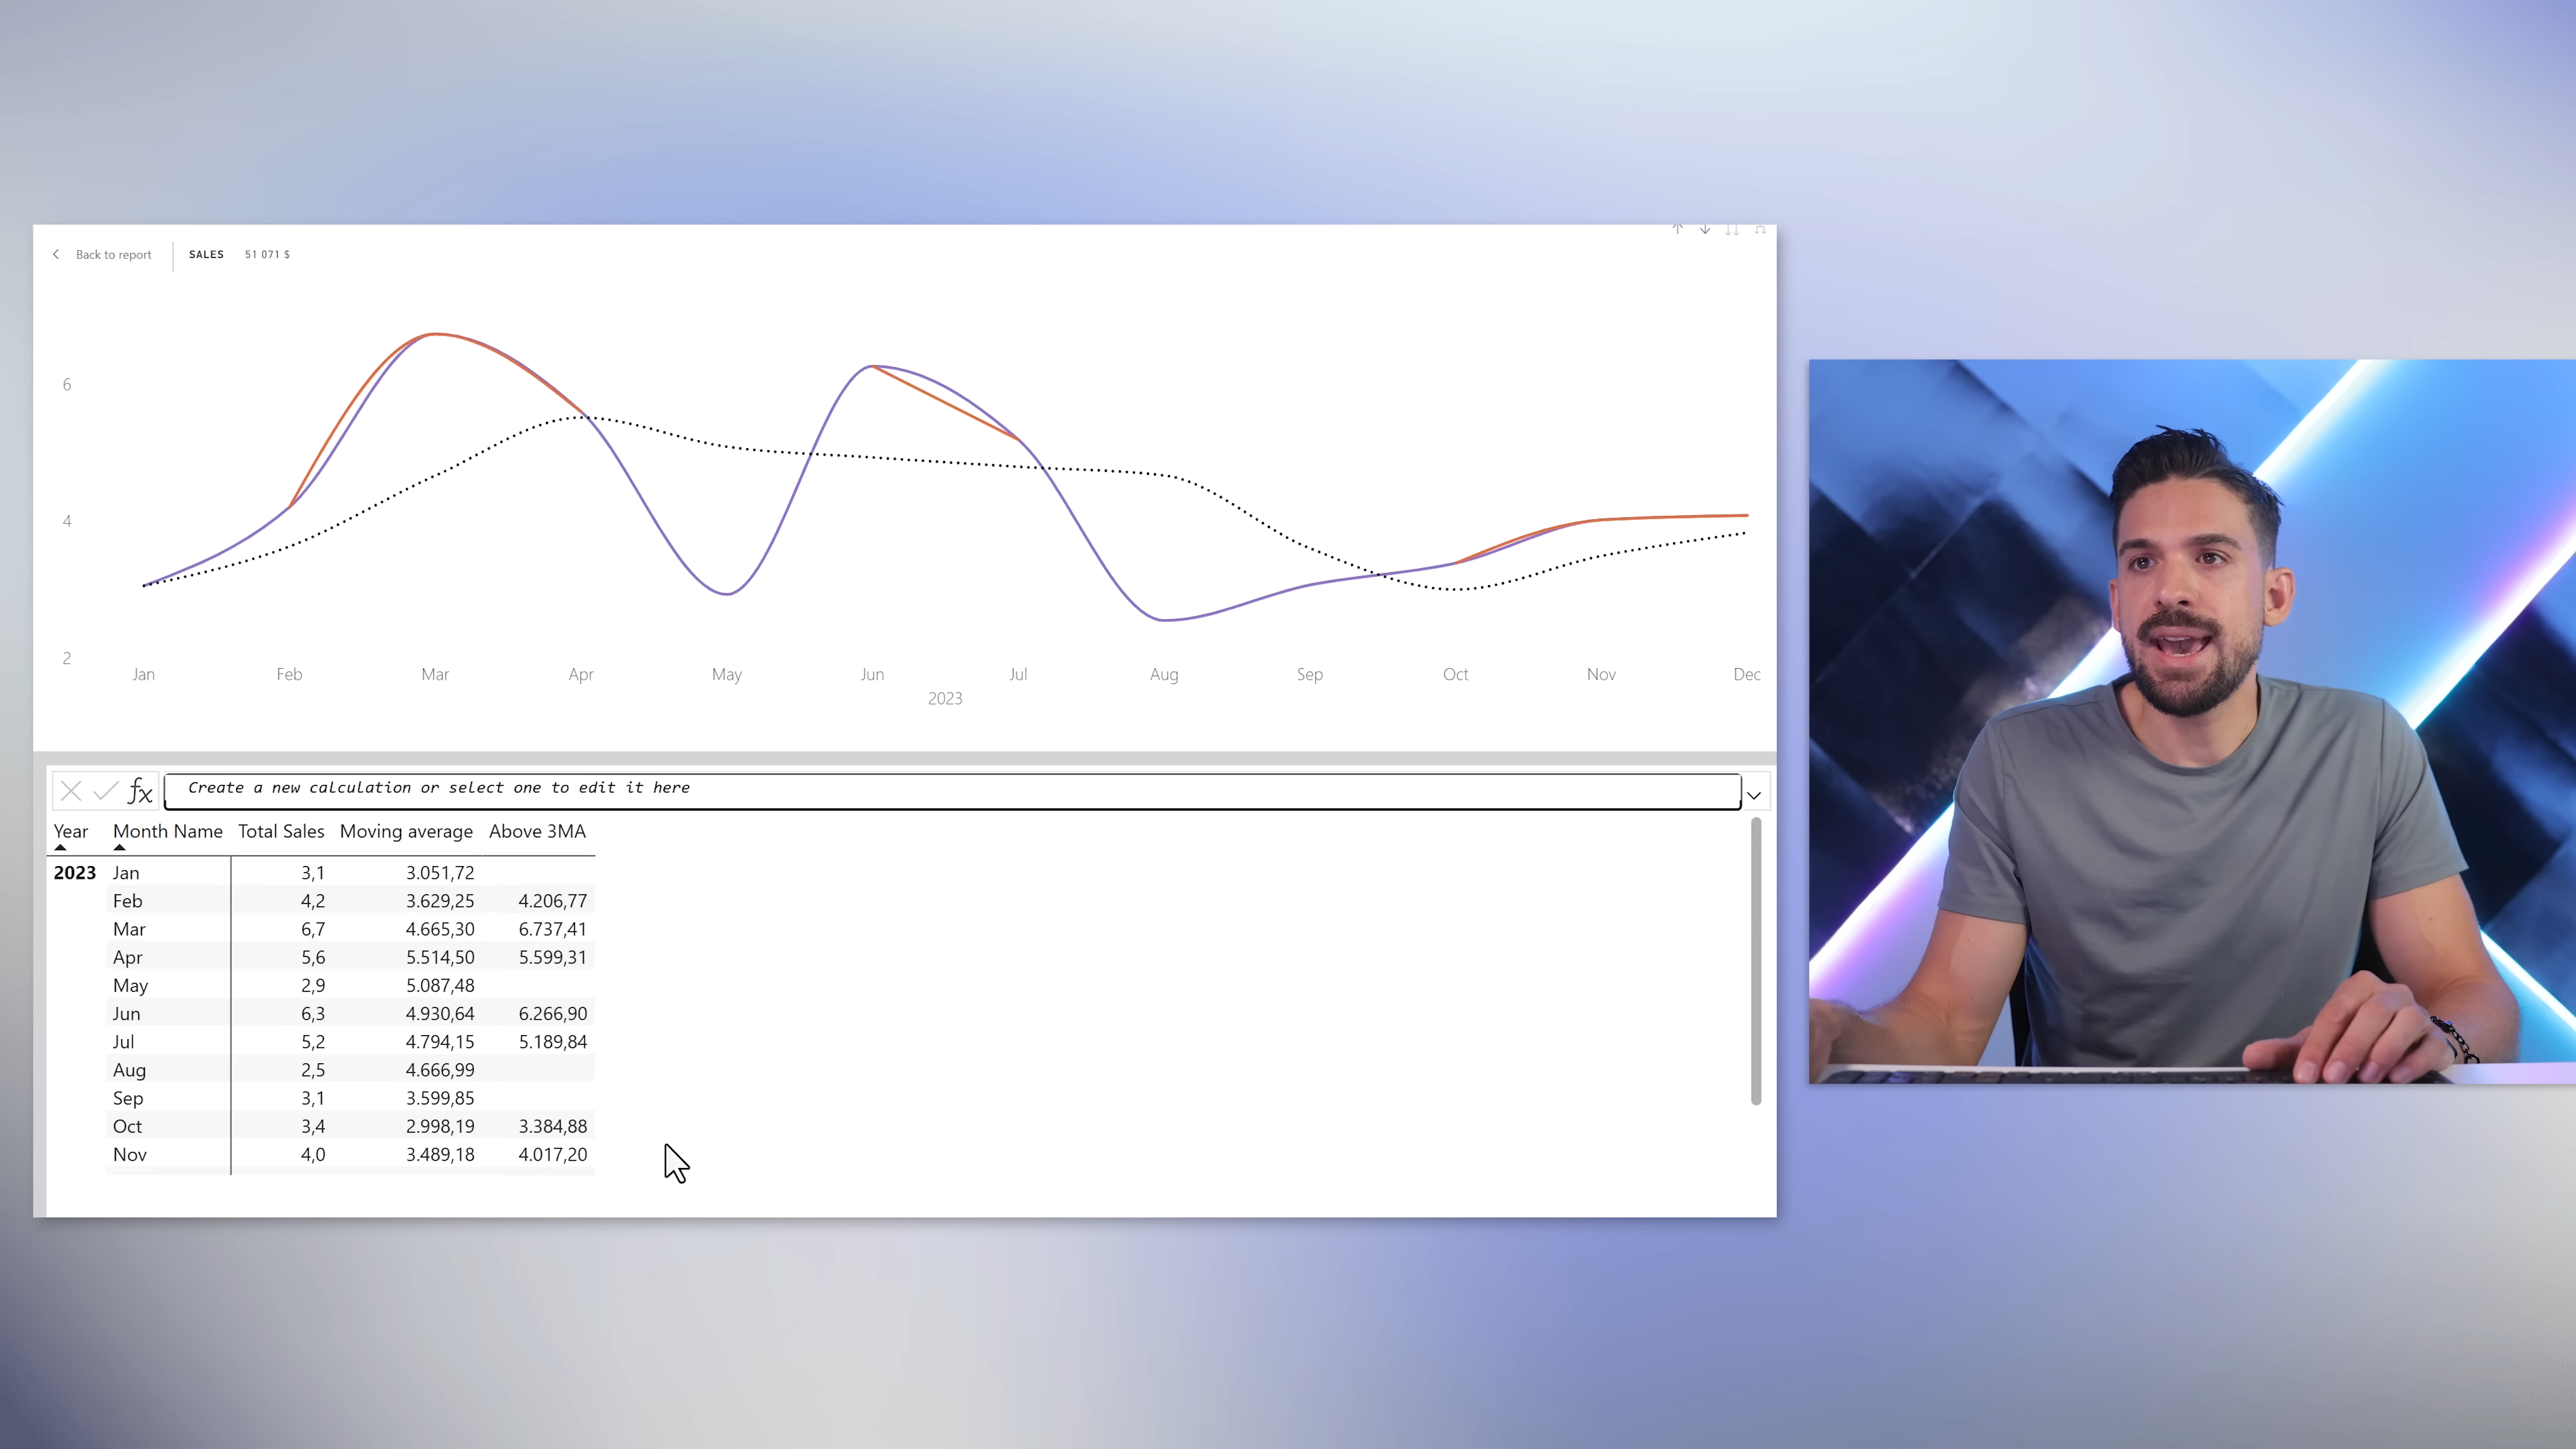 Back to report SALES 51 071 $
6
4
2
Jan Feb Mar Apr May Jun Jul Aug Sep Oct Nov Dec
2023
fx Create a new calculation or select one to edit it here
Year Month Name Total Sales Moving average Above 3MA
2023 Jan 3,1 3.051,72
Feb 4,2 3.629,25 4.206,77
Mar 6,7 4.665,30 6.737,41
Apr 5,6 5.514,50 5.599,31
May 2,9 5.087,48
Jun 6,3 4.930,64 6.266,90
Jul 5,2 4.794,15 5.189,84
Aug 2,5 4.666,99
Sep 3,1 3.599,85
Oct 3,4 2.998,19 3.384,88
Nov 4,0 3.489,18 4.017,20